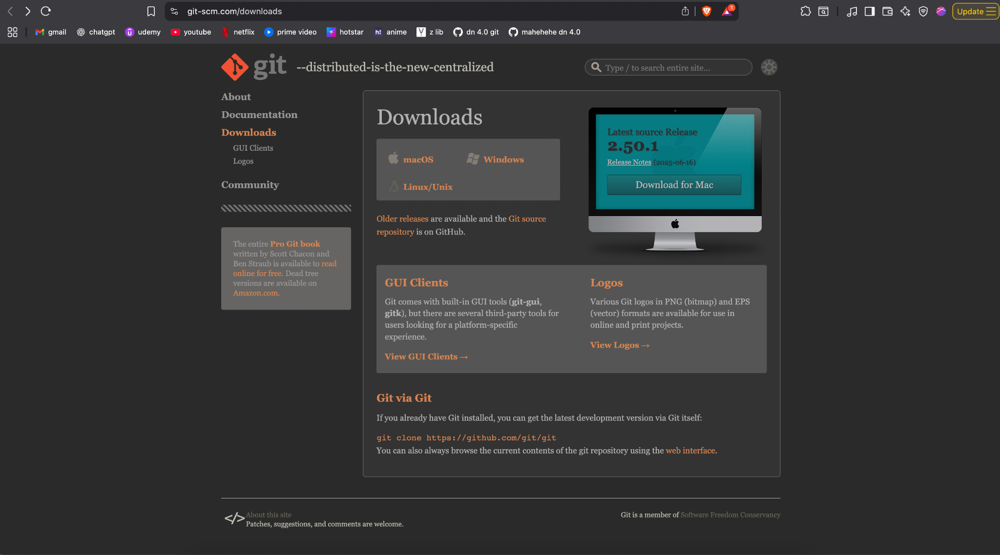 git-scm.com/downloads
1
Update
gmail
chatgpt
udemy
youtube
netflix
prime video
hotstar
h!
anime
z lib
dn 4.0 git
mahehehe dn 4.0
git
--distributed-is-the-new-centralized
Type / to search entire site...
About
Documentation
Downloads
GUI Clients
Logos
Community
The entire Pro Git book
written by Scott Chacon and
Ben Straub is available to read
online for free. Dead tree
versions are available on
Amazon.com.
Downloads
macOS
Windows
Linux/Unix
Older releases are available and the Git source
repository is on GitHub.
Latest source Release
2.50.1
Release Notes (2025-06-16)
Download for Mac
GUI Clients
Git comes with built-in GUI tools (git-gui,
gitk), but there are several third-party tools for
users looking for a platform-specific
experience.
View GUI Clients →
Logos
Various Git logos in PNG (bitmap) and EPS
(vector) formats are available for use in
online and print projects.
View Logos →
Git via Git
If you already have Git installed, you can get the latest development version via Git itself:
git clone https://github.com/git/git
You can also always browse the current contents of the git repository using the web interface.
</>
About this site
Patches, suggestions, and comments are welcome.
Git is a member of Software Freedom Conservancy